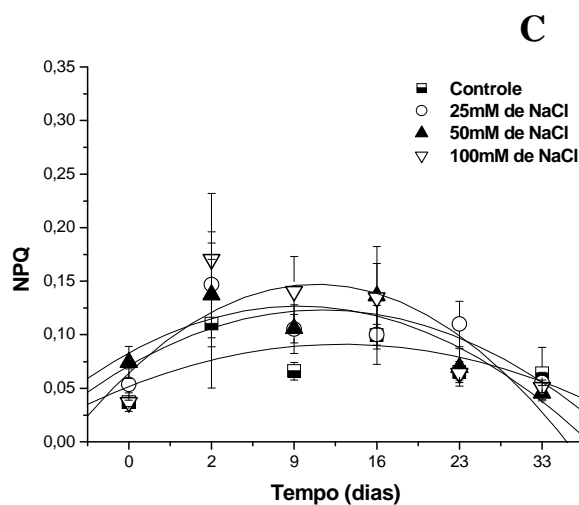 C
0,35
0,30
0,25
0,20
0,15
0,10
0,05
0,00
NPQ
Controle
25mM de NaCl
50mM de NaCl
100mM de NaCl
0 2 9 16 23 33
Tempo (dias)